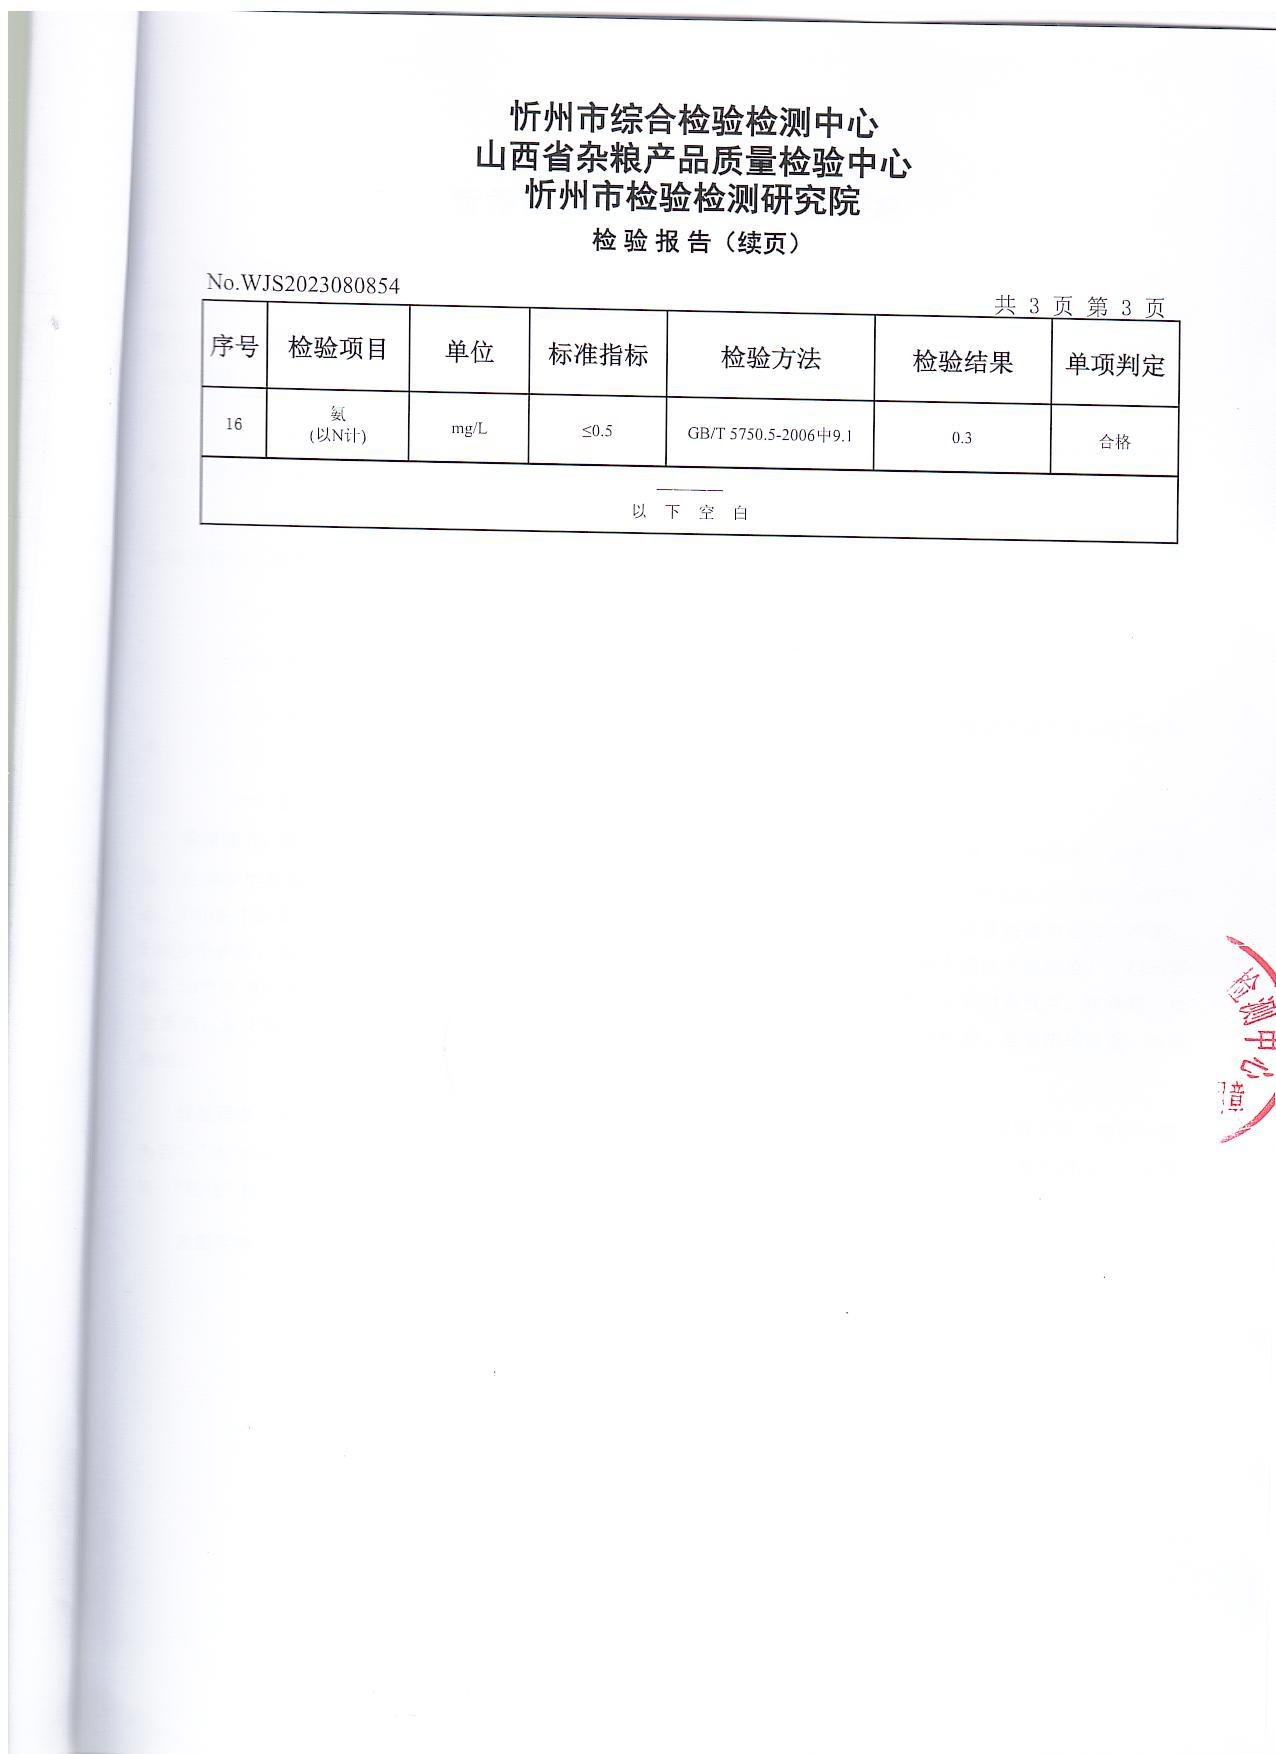 忻州市综合检验检测中心
山西省杂粮产品质量检验中心
忻州市检验检测研究院
检验报告（续页）
No.WJS2023080854
共 3 页 第 3 页
序号 检验项目 单位 标准指标 检验方法 检验结果 单项判定
16 氨 (以N计) mg/L ≤0.5 GB/T 5750.5-2006中9.1 0.3 合格
以 下 空 白
检测中心
章